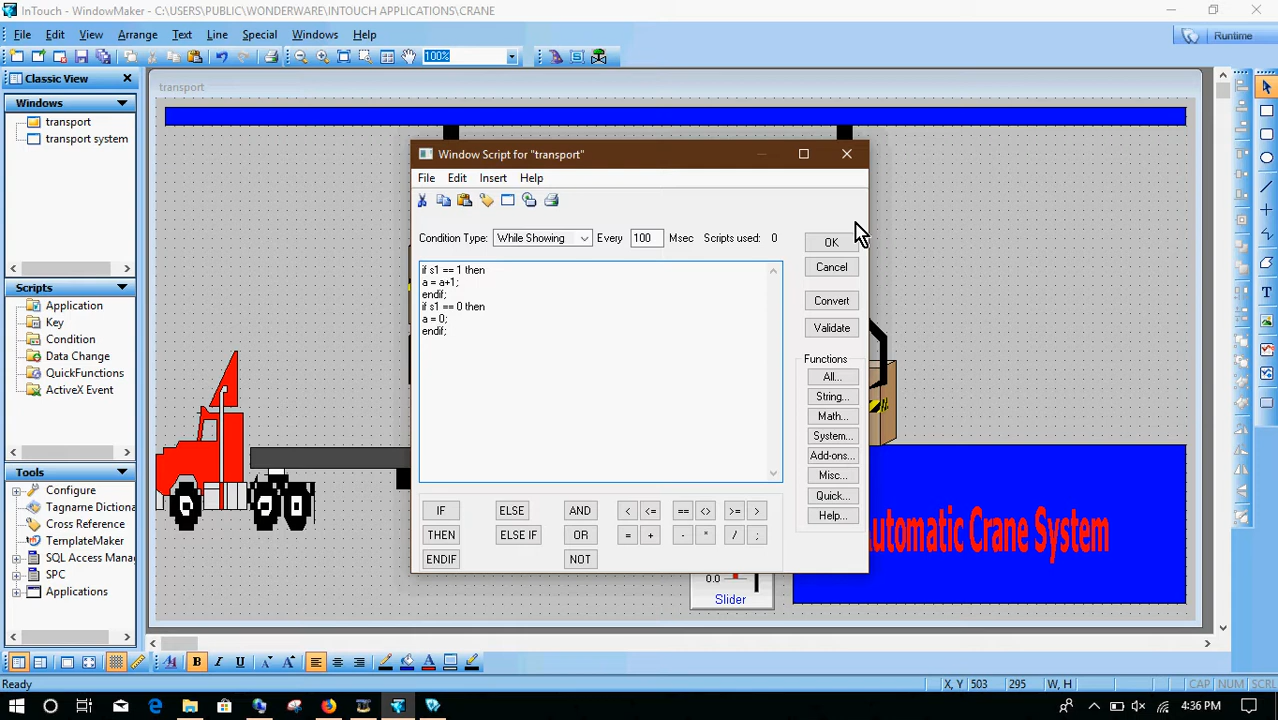 InTouch - WindowMaker - C:\USERS\PUBLIC\WONDERWARE\INTOUCH APPLICATIONS\CRANE
File Edit View Arrange Text Line Special Windows Help
Runtime
100%
Classic View
Windows
transport
transport system
Scripts
Application
Key
Condition
Data Change
QuickFunctions
ActiveX Event
Tools
Configure
Tagname Dictiona
Cross Reference
TemplateMaker
SQL Access Manag
SPC
Applications
transport
Window Script for "transport"
File Edit Insert Help
Condition Type: While Showing Every 100 Msec Scripts used: 0
if s1 == 1 then
a = a+1;
endif;
if s1 == 0 then
a = 0;
endif;
OK
Cancel
Convert
Validate
Functions
All...
String...
Math...
System...
Add-ons...
Misc...
Quick...
Help...
IF ELSE AND < <= == <> >= >
THEN ELSE IF OR = + - * / ;
ENDIF NOT
utomatic Crane System
0.0
Slider
B I U
Ready
X, Y 503 295 W, H CAP NUM SCRL
4:36 PM